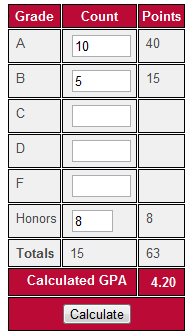 Grade Count Points
A 10 40
B 5 15
C
D
F
Honors 8 8
Totals 15 63
Calculated GPA 4.20
Calculate